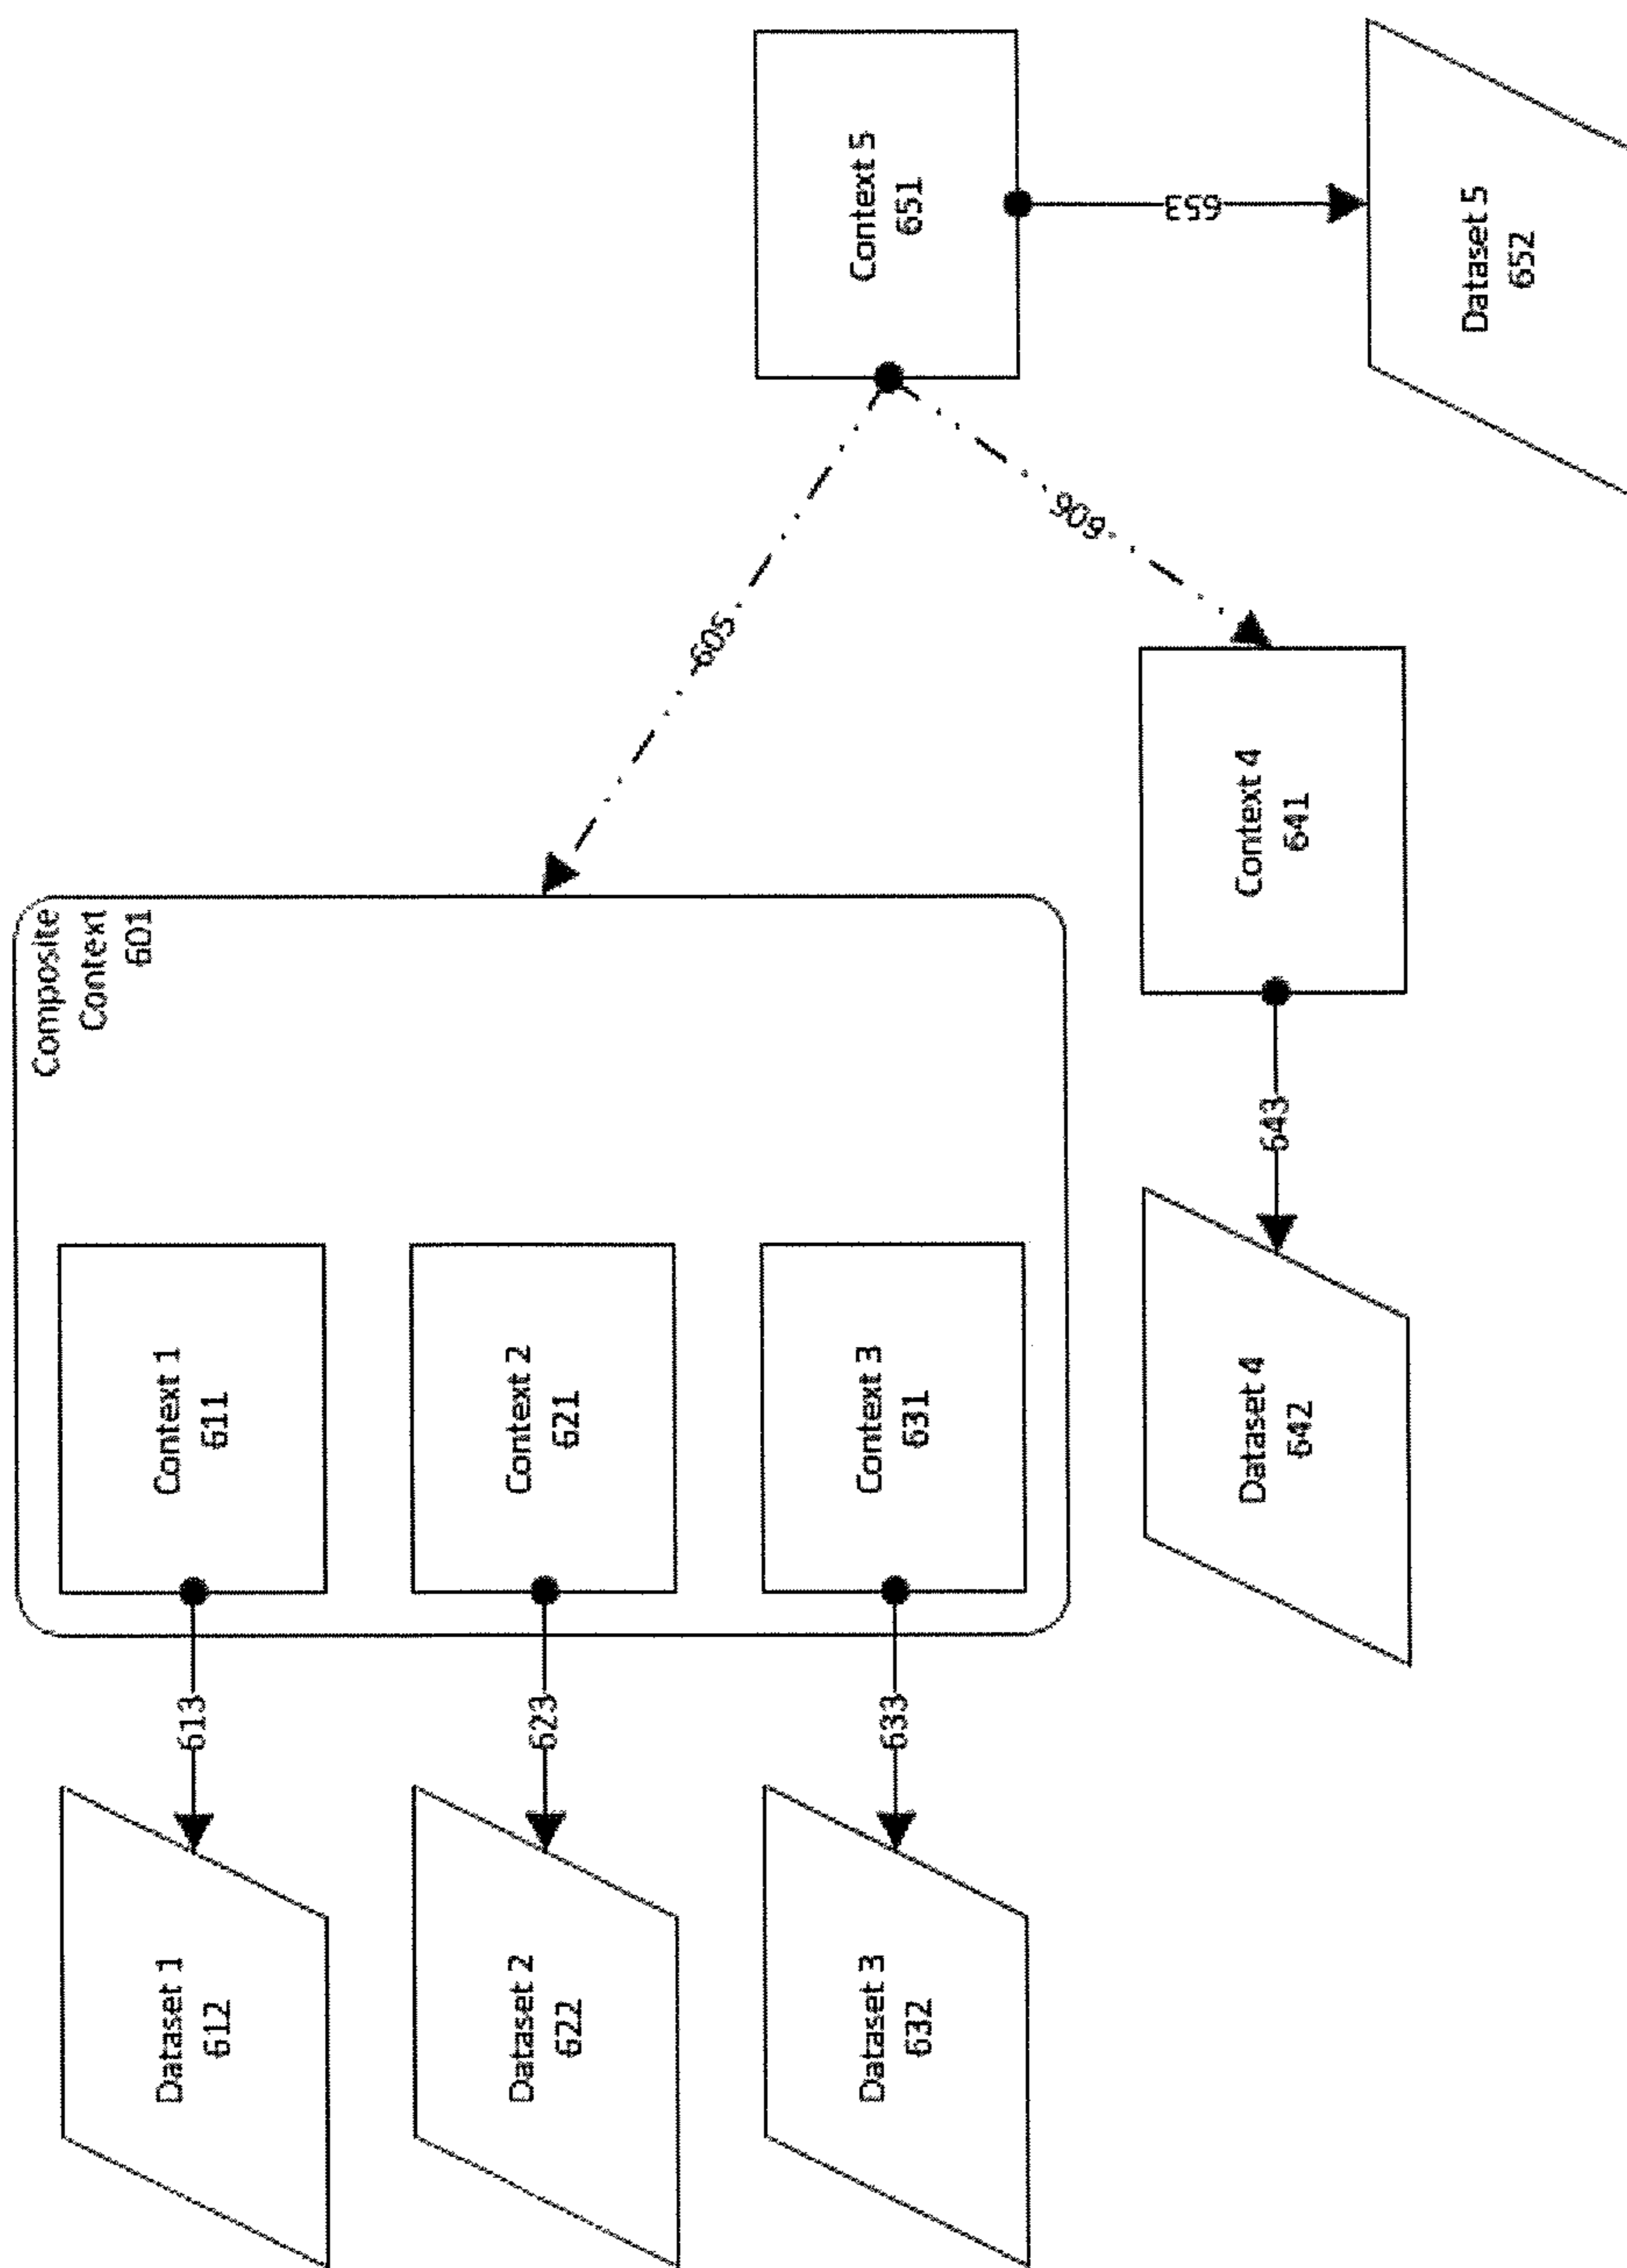 Dataset 1
612
613
Context 1
611
Composite
Context
601
Dataset 2
622
623
Context 2
621
Dataset 3
632
633
Context 3
631
605
Context 5
651
606
Dataset 4
642
643
Context 4
641
653
Dataset 5
652